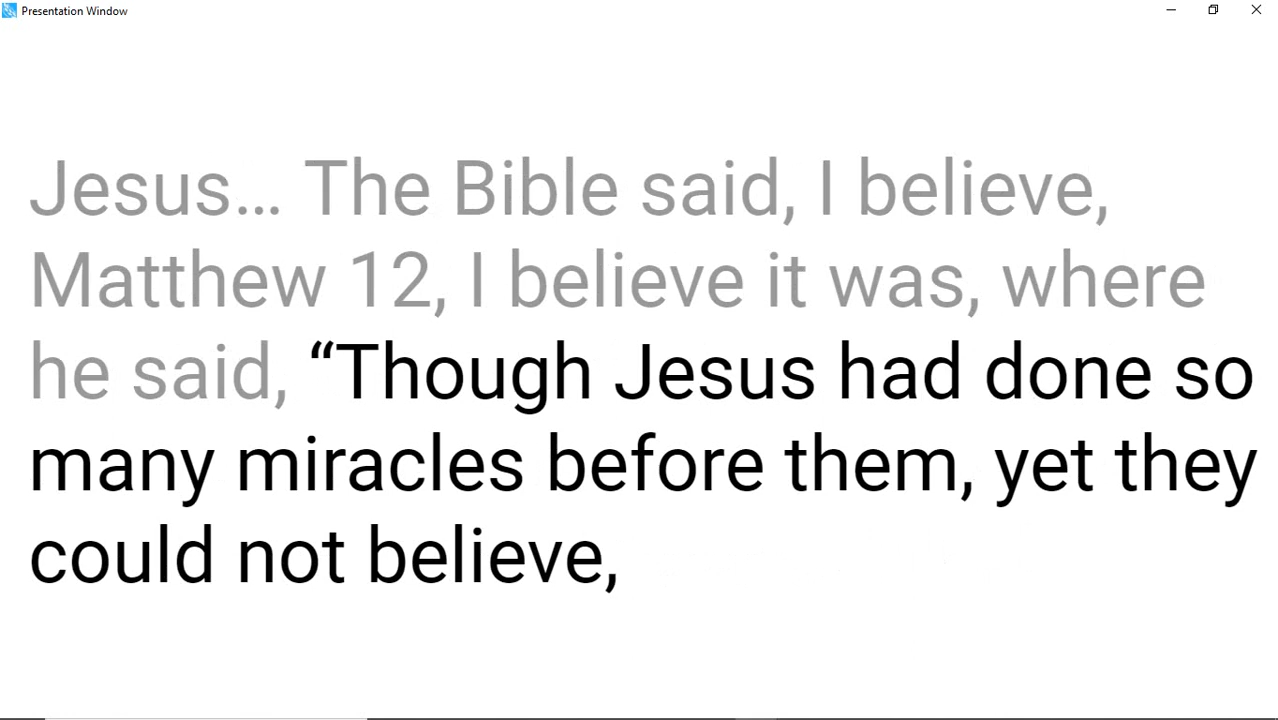 Presentation Window
Jesus… The Bible said, I believe,
Matthew 12, I believe it was, where
he said, “Though Jesus had done so
many miracles before them, yet they
could not believe,